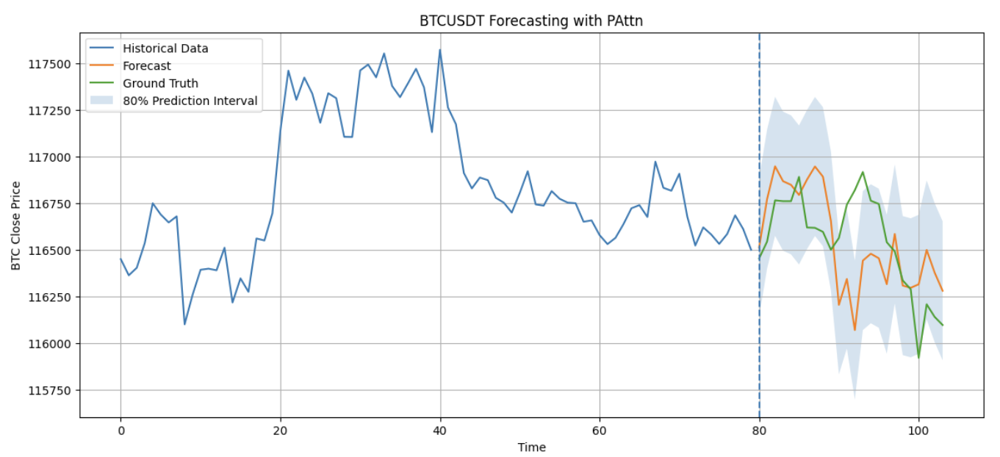 BTCUSDT Forecasting with PAttn
Historical Data
Forecast
Ground Truth
80% Prediction Interval
BTC Close Price
117500
117250
117000
116750
116500
116250
116000
115750
0 20 40 60 80 100
Time